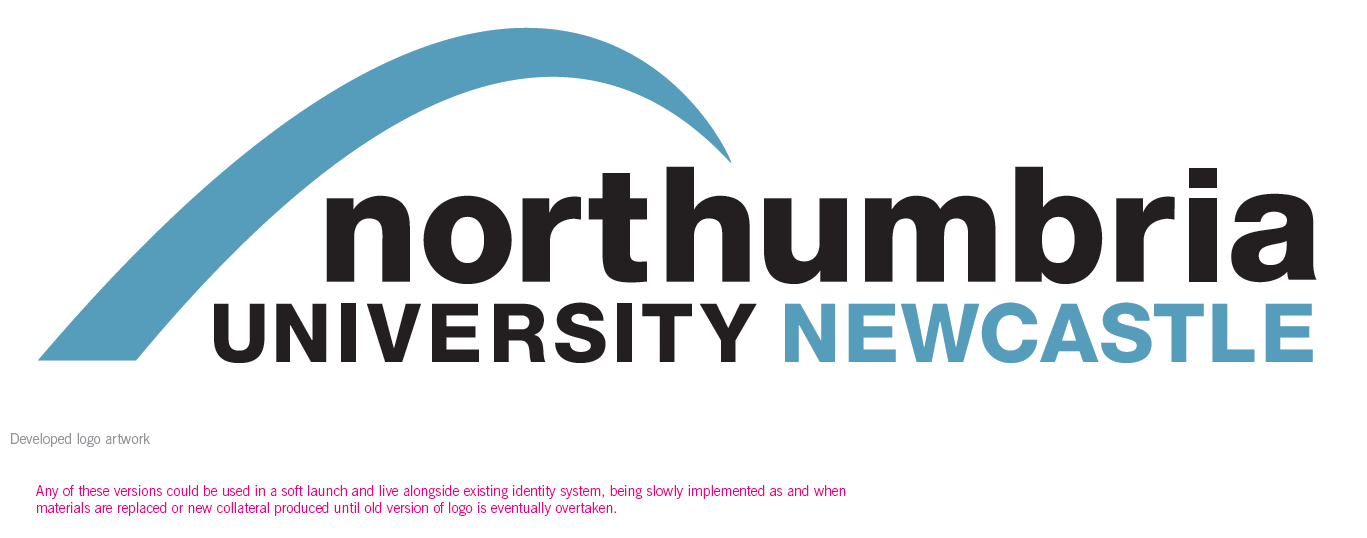 northumbria
UNIVERSITY NEWCASTLE
Developed logo artwork
Any of these versions could be used in a soft launch and live alongside existing identity system, being slowly implemented as and when
materials are replaced or new collateral produced until old version of logo is eventually overtaken.